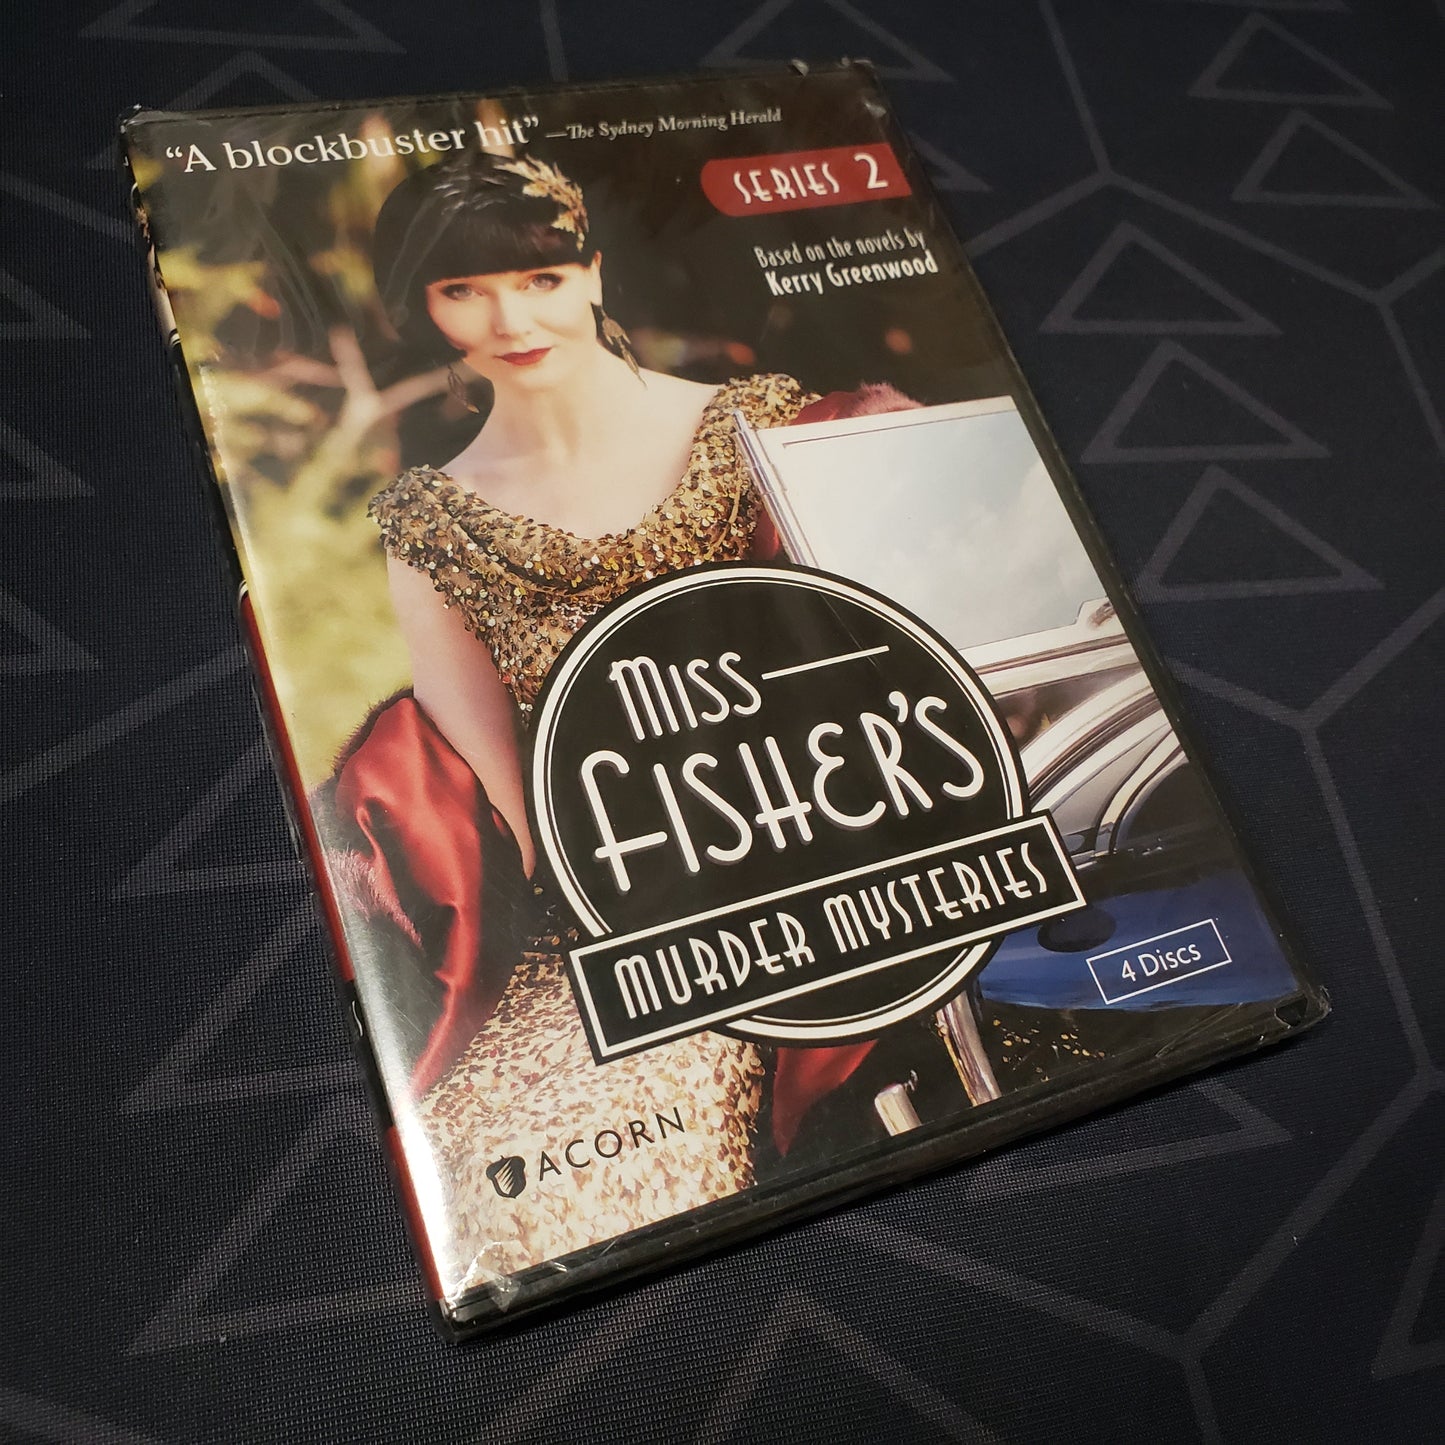 “A blockbuster hit” —The Sydney Morning Herald
SERIES 2
Based on the novels by
Kerry Greenwood
MISS
FISHER'S
MURDER MYSTERIES
4 Discs
ACORN